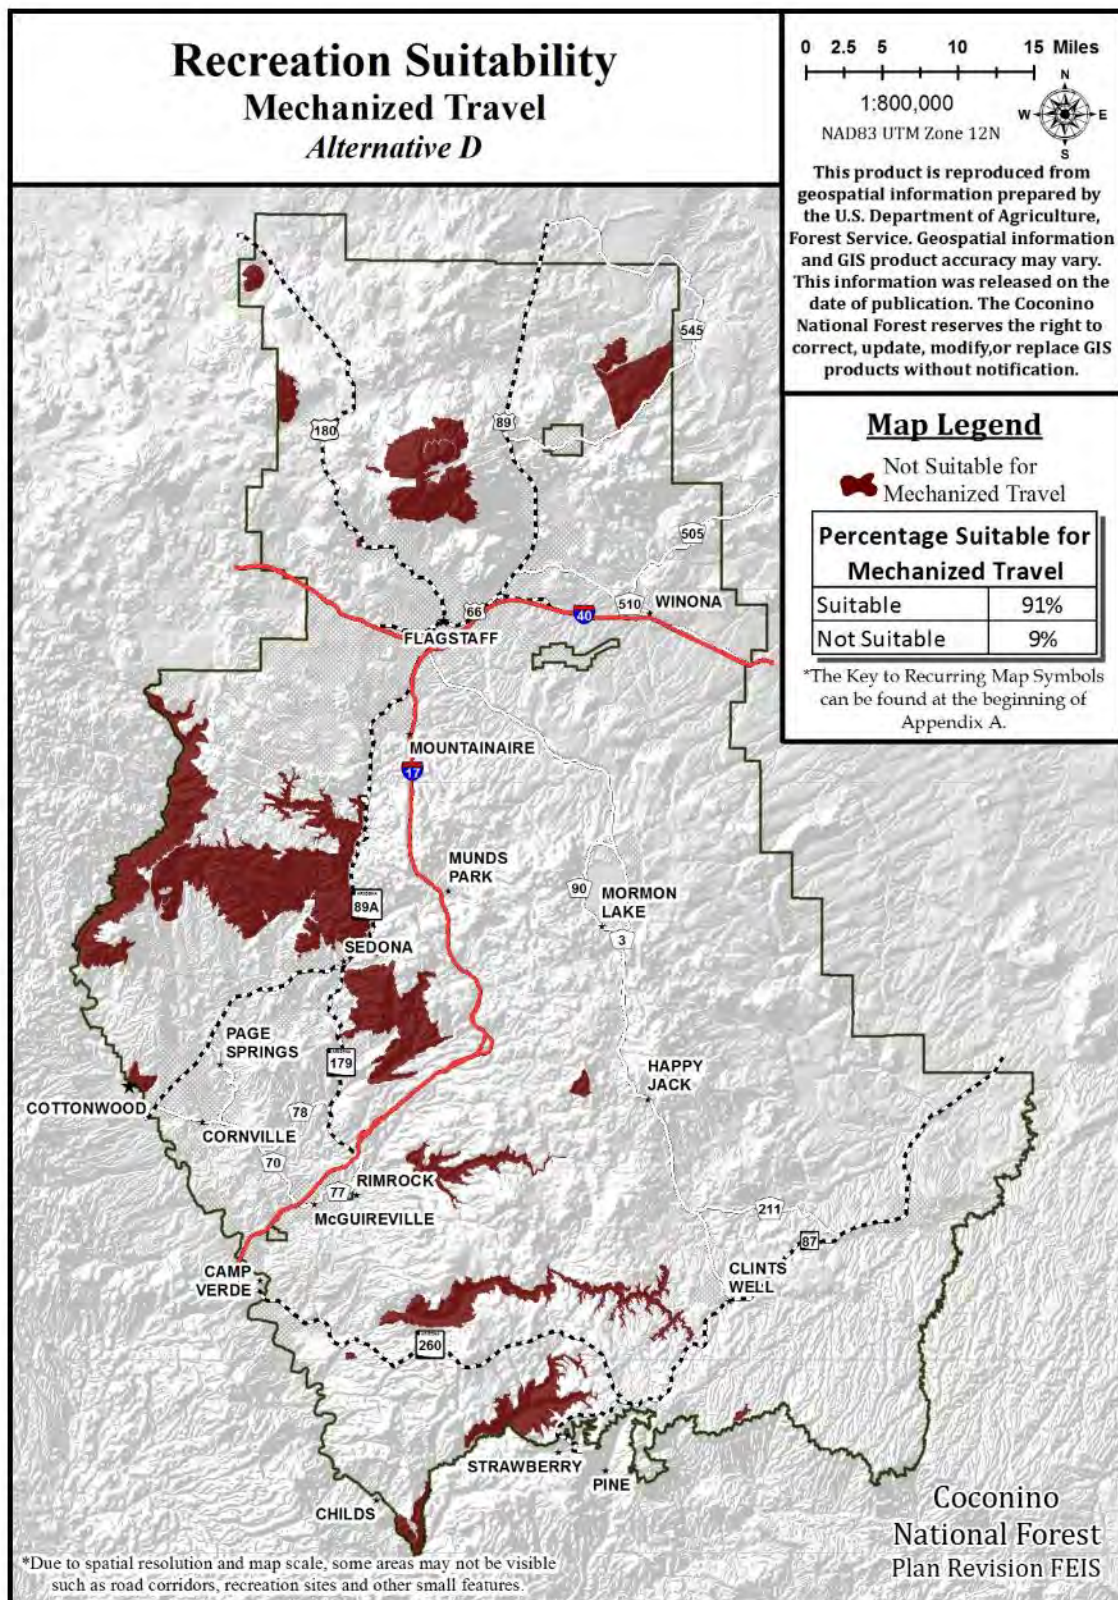 Recreation Suitability
Mechanized Travel
Alternative D
0 2.5 5 10 15 Miles
1:800,000
NAD83 UTM Zone 12N
N
W E
S
This product is reproduced from
geospatial information prepared by
the U.S. Department of Agriculture,
Forest Service. Geospatial information
and GIS product accuracy may vary.
This information was released on the
date of publication. The Coconino
National Forest reserves the right to
correct, update, modify,or replace GIS
products without notification.
Map Legend
Not Suitable for
Mechanized Travel
Percentage Suitable for
Mechanized Travel
Suitable 91%
Not Suitable 9%
*The Key to Recurring Map Symbols
can be found at the beginning of
Appendix A.
545
180
89
505
66
40
510
WINONA
FLAGSTAFF
MOUNTAINAIRE
17
MUNDS
PARK
90
MORMON
LAKE
89A
3
SEDONA
PAGE
SPRINGS
179
HAPPY
JACK
COTTONWOOD
78
CORNVILLE
70
RIMROCK
77
McGUIREVILLE
211
87
CAMP
VERDE
CLINTS
WELL
260
STRAWBERRY
PINE
CHILDS
Coconino
National Forest
Plan Revision FEIS
*Due to spatial resolution and map scale, some areas may not be visible
such as road corridors, recreation sites and other small features.